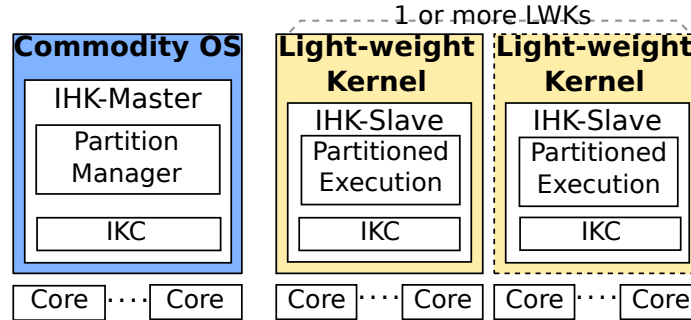 1 or more LWKs
Commodity OS
IHK-Master
Partition
Manager
IKC
Core ···· Core
Light-weight
Kernel
IHK-Slave
Partitioned
Execution
IKC
Core ···· Core
Light-weight
Kernel
IHK-Slave
Partitioned
Execution
IKC
Core ···· Core